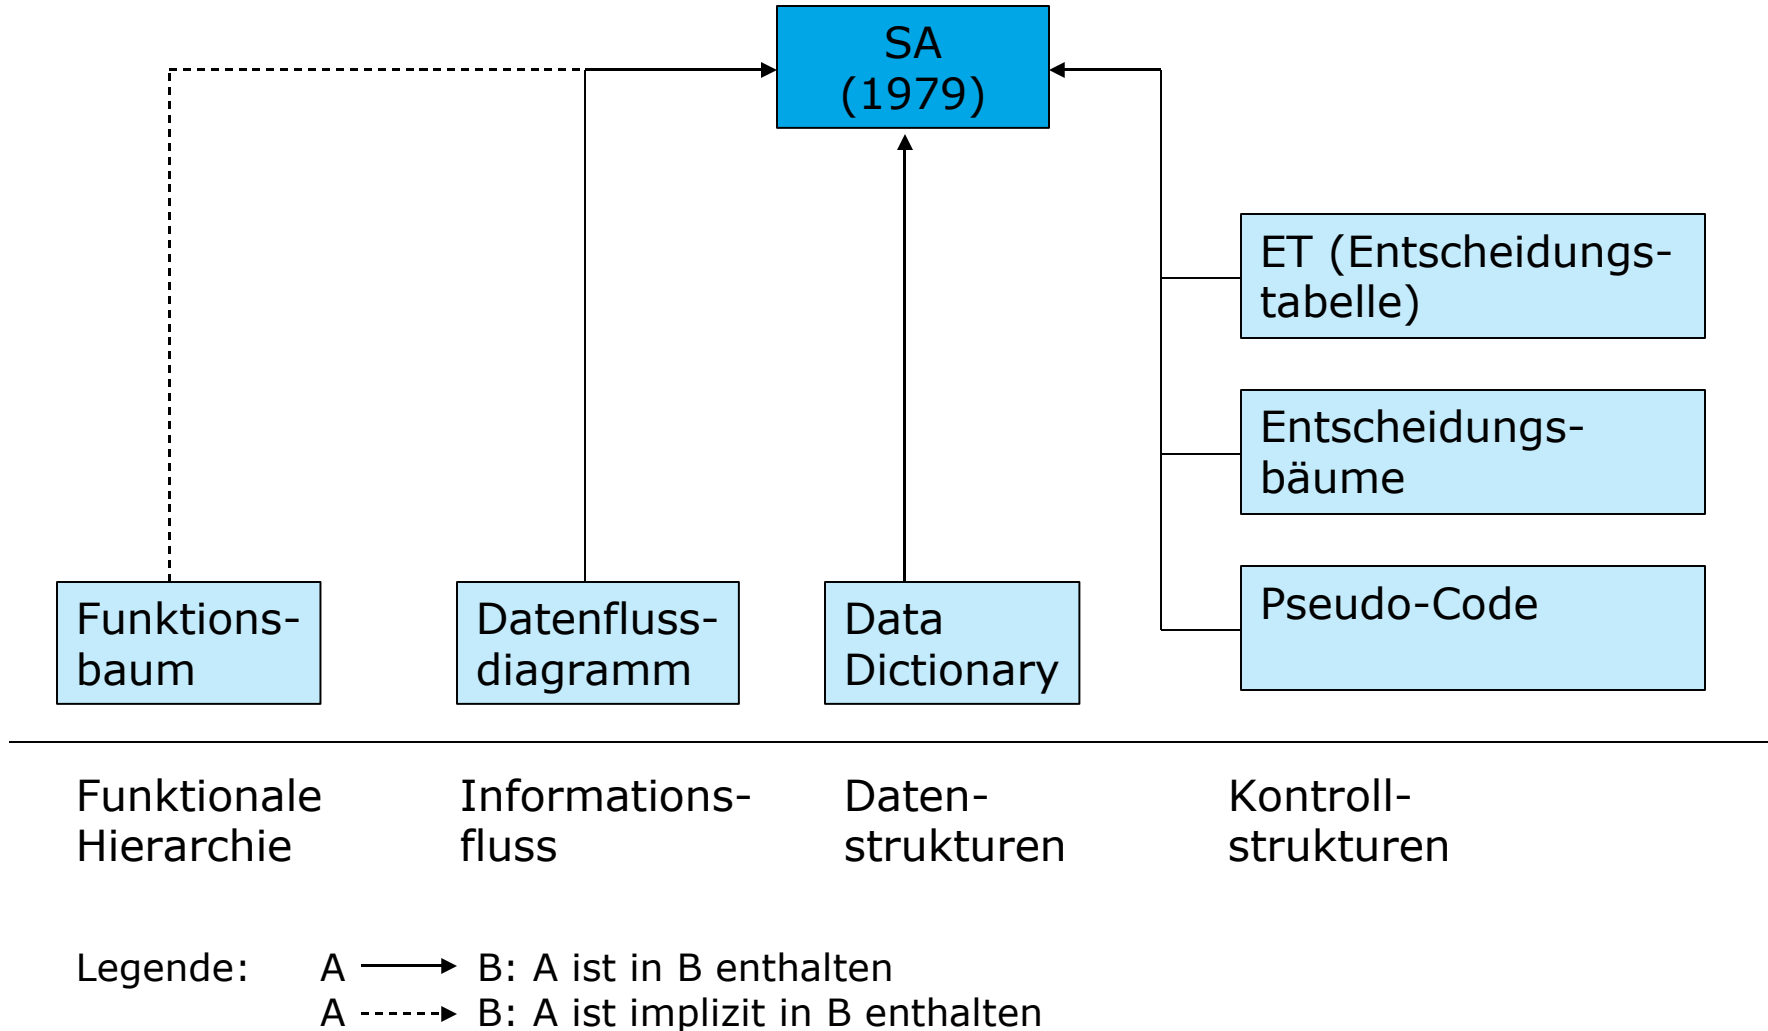 SA
(1979)
ET (Entscheidungs-
tabelle)
Entscheidungs-
bäume
Pseudo-Code
Funktions-
baum
Datenfluss-
diagramm
Data
Dictionary
Funktionale
Hierarchie
Informations-
fluss
Daten-
strukturen
Kontroll-
strukturen
Legende: A B: A ist in B enthalten
A B: A ist implizit in B enthalten